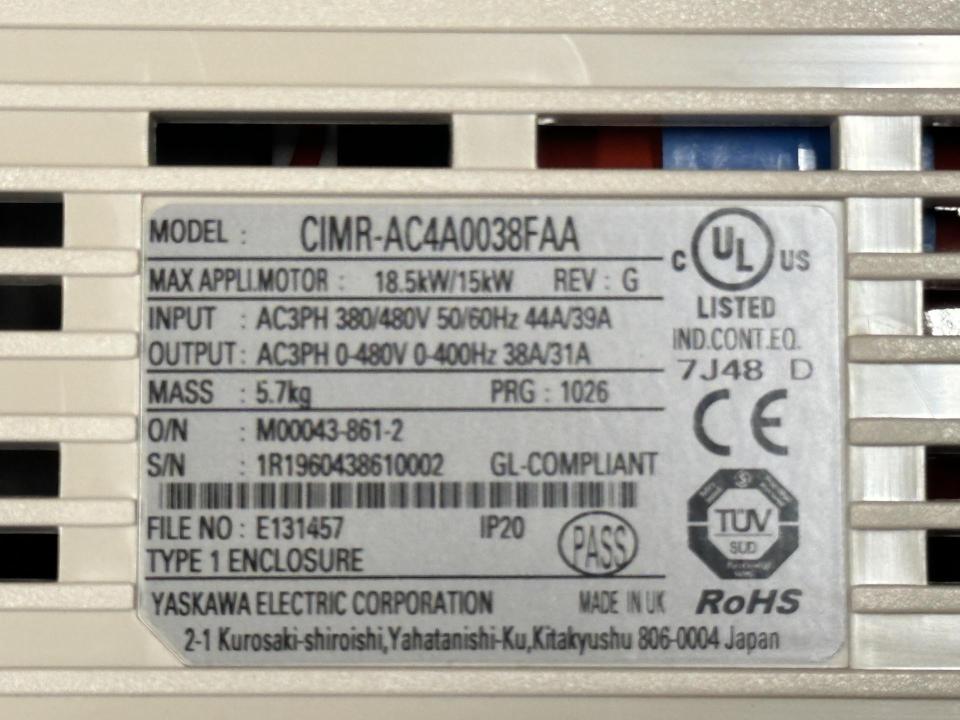 MODEL : CIMR-AC4A0038FAA
MAX APPLI.MOTOR : 18.5kW/15kW REV : G
INPUT : AC3PH 380/480V 50/60Hz 44A/39A
OUTPUT : AC3PH 0-480V 0-400Hz 38A/31A
MASS : 5.7kg PRG : 1026
O/N : M00043-861-2
S/N : 1R1960438610002 GL-COMPLIANT
FILE NO : E131457 IP20 PASS
TYPE 1 ENCLOSURE
YASKAWA ELECTRIC CORPORATION MADE IN UK
2-1 Kurosaki-shiroishi,Yahatanishi-Ku,Kitakyushu 806-0004 Japan
C UL US
LISTED
IND.CONT.EQ.
7J48 D
CE
TÜV
SÜD
RoHS